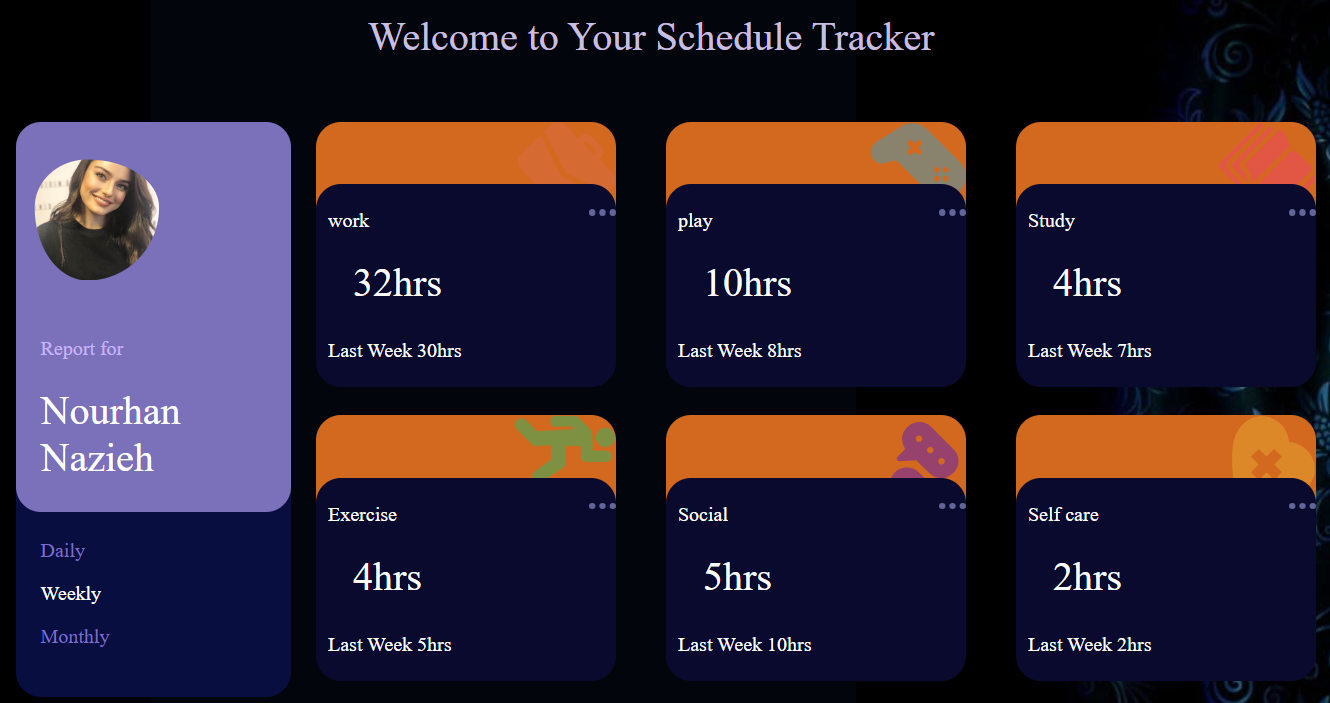 Welcome to Your Schedule Tracker
Report for
Nourhan
Nazieh
Daily
Weekly
Monthly
work
32hrs
Last Week 30hrs
play
10hrs
Last Week 8hrs
Study
4hrs
Last Week 7hrs
Exercise
4hrs
Last Week 5hrs
Social
5hrs
Last Week 10hrs
Self care
2hrs
Last Week 2hrs